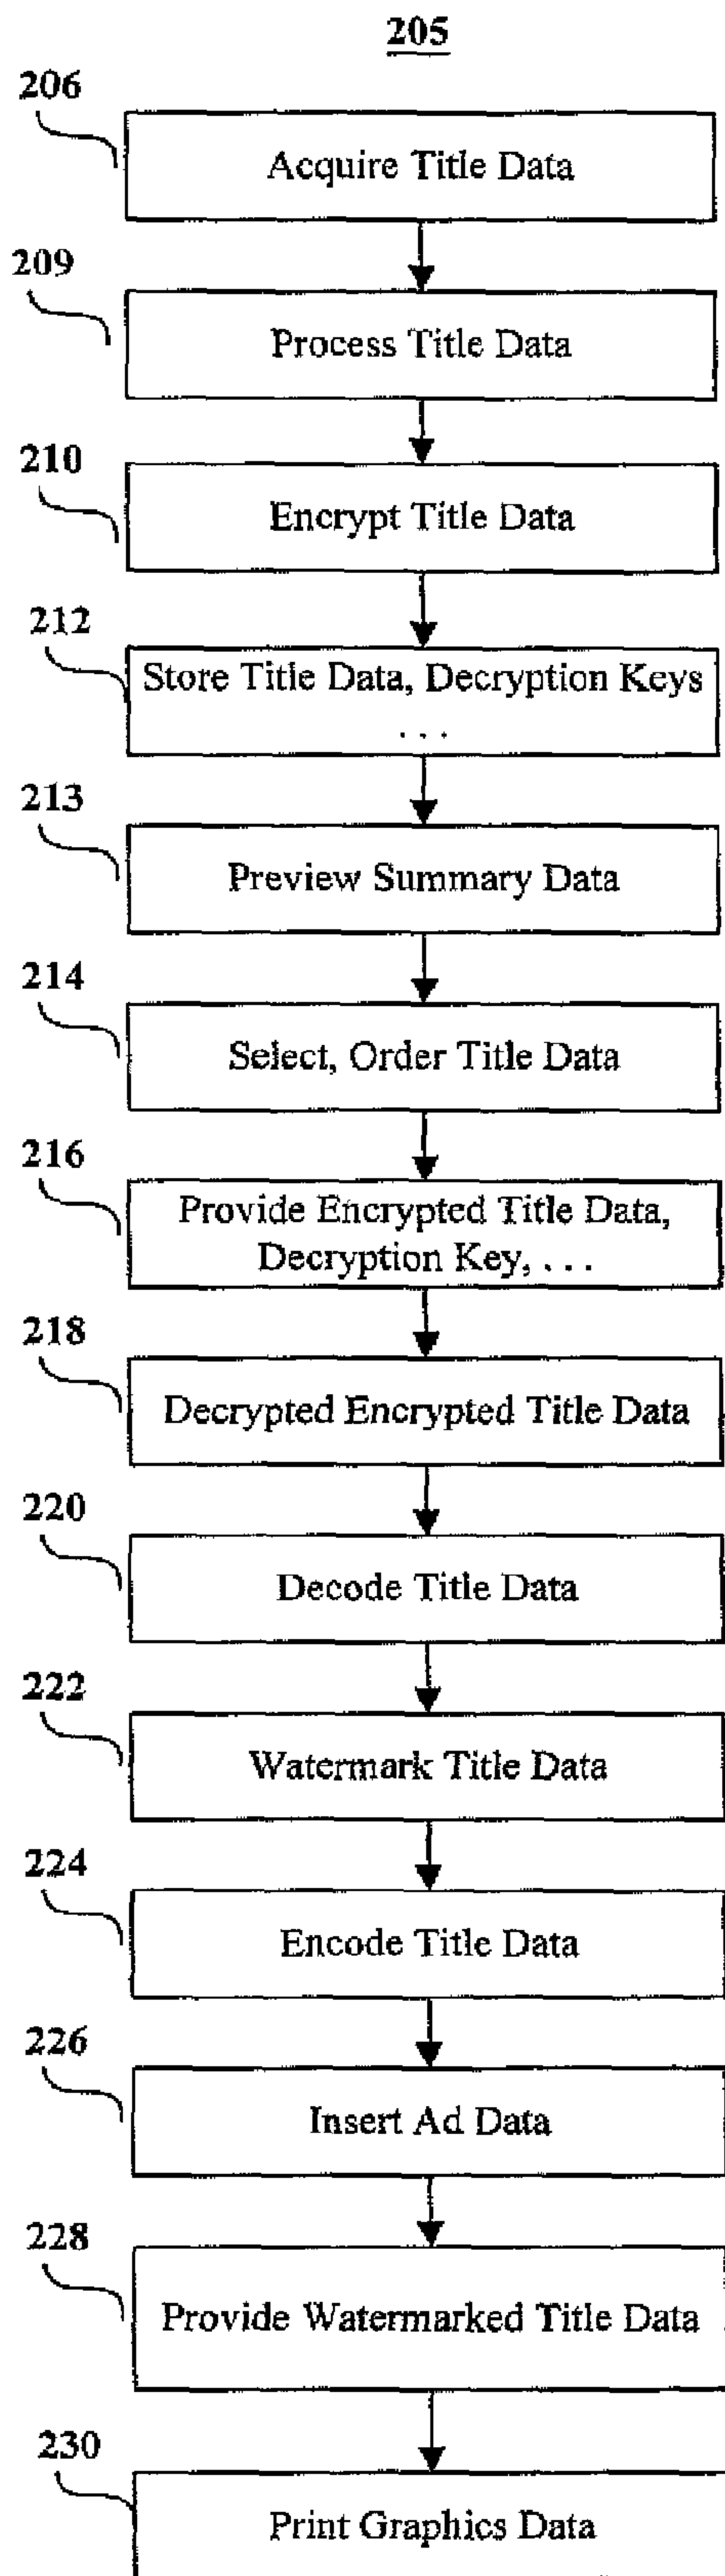 205
206
Acquire Title Data
209
Process Title Data
210
Encrypt Title Data
212
Store Title Data, Decryption Keys
. . .
213
Preview Summary Data
214
Select, Order Title Data
216
Provide Encrypted Title Data,
Decryption Key, . . .
218
Decrypted Encrypted Title Data
220
Decode Title Data
222
Watermark Title Data
224
Encode Title Data
226
Insert Ad Data
228
Provide Watermarked Title Data
230
Print Graphics Data